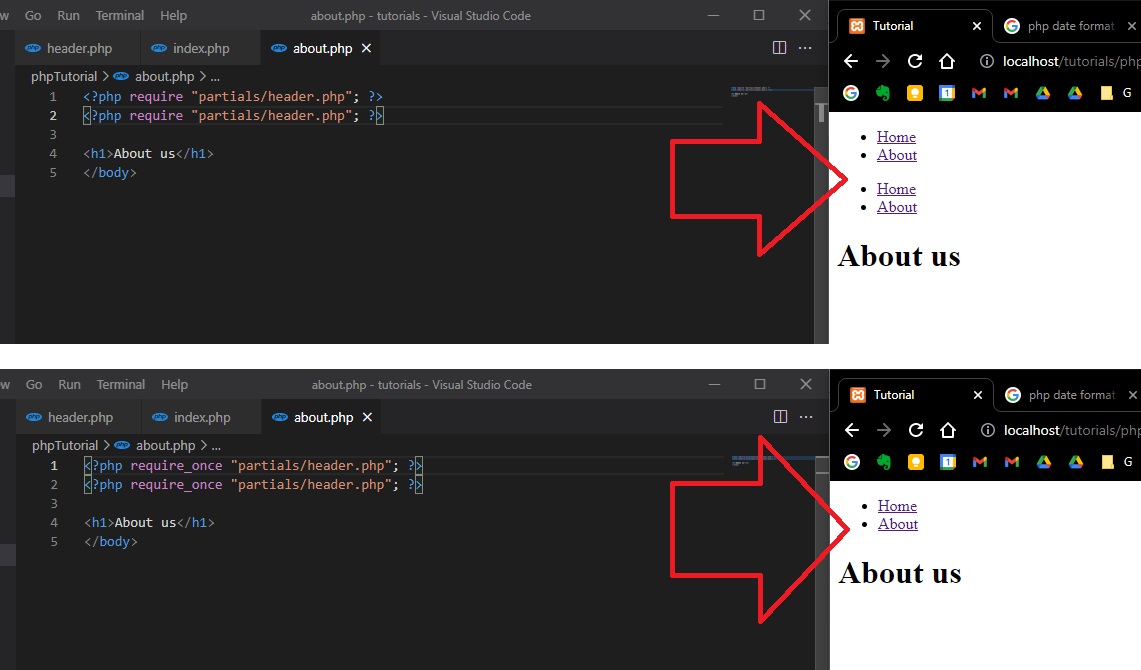 w Go Run Terminal Help about.php - tutorials - Visual Studio Code
header.php index.php about.php
phpTutorial > about.php > ...
1 <?php require "partials/header.php"; ?>
2 <?php require "partials/header.php"; ?>
3
4 <h1>About us</h1>
5 </body>
Tutorial php date format
localhost/tutorials/php
G
Home
About
Home
About
About us
w Go Run Terminal Help about.php - tutorials - Visual Studio Code
header.php index.php about.php
phpTutorial > about.php > ...
1 <?php require_once "partials/header.php"; ?>
2 <?php require_once "partials/header.php"; ?>
3
4 <h1>About us</h1>
5 </body>
Tutorial php date format
localhost/tutorials/php
G
Home
About
About us